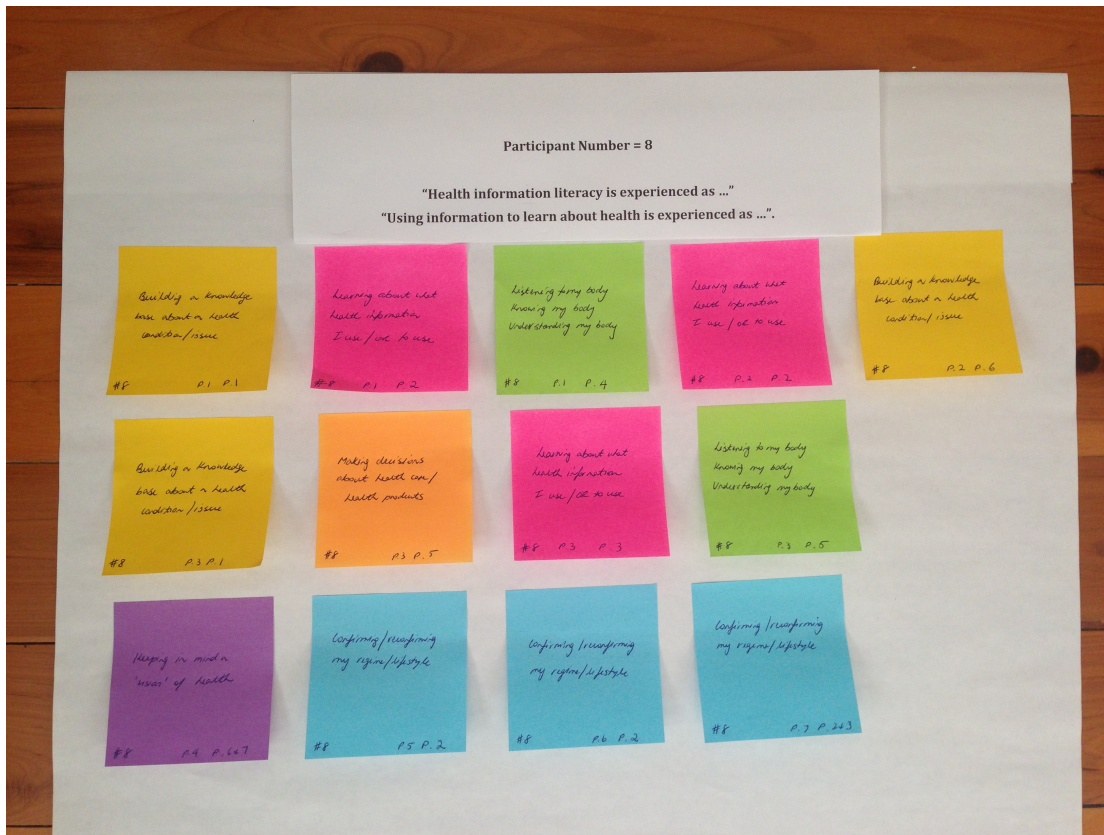 Participant Number = 8
“Health information literacy is experienced as …”
“Using information to learn about health is experienced as …”.
Building a knowledge
base about a health
condition/issue
#8 P.1 P.1
Learning about what
health information
I use / OR to use
#8 P.1 P.2
Listening to my body
Knowing my body
Understanding my body
#8 P.1 P.4
Learning about what
health information
I use / OR to use
#8 P.2 P.2
Building a knowledge
base about a health
condition/issue
#8 P.2 P.6
Building a knowledge
base about a health
condition/issue
#8 P.3 P.1
Making decisions
about health care/
health products
#8 P.3 P.5
Learning about what
health information
I use / OR to use
#8 P.3 P.3
Listening to my body
Knowing my body
Understanding my body
#8 P.3 P.5
Keeping in mind a
'vision' of health
#8 P.4 P.6&7
Confirming/reconfirming
my regime/lifestyle
#8 P.5 P.2
Confirming/reconfirming
my regime/lifestyle
#8 P.6 P.2
Confirming/reconfirming
my regime/lifestyle
#8 P.7 P.2&3